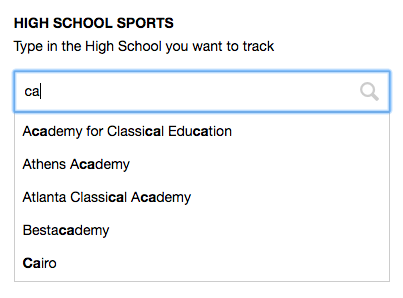 HIGH SCHOOL SPORTS
Type in the High School you want to track
ca
Academy for Classical Education
Athens Academy
Atlanta Classical Academy
Bestacademy
Cairo